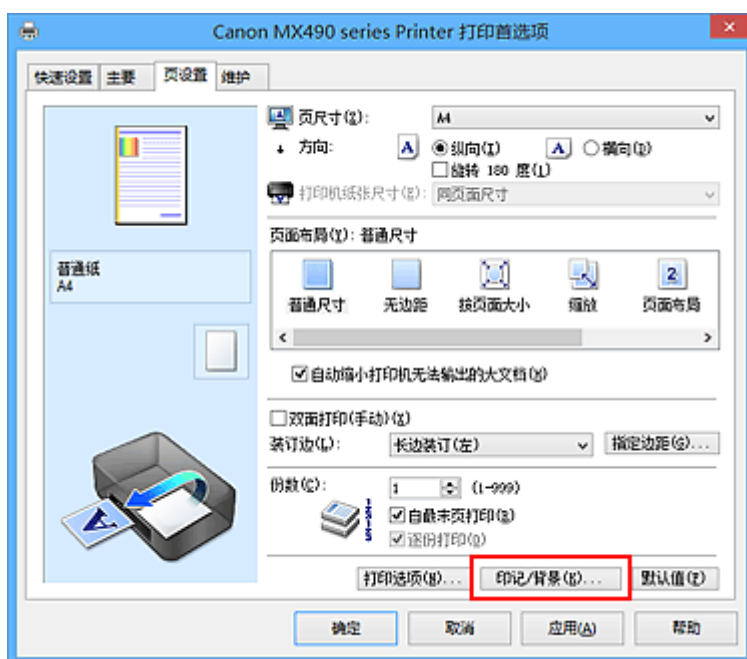 Canon MX490 series Printer 打印首选项
快速设置 主要 页设置 维护
页尺寸(Z): A4
方向: A 纵向(I) A 横向(D)
旋转 180 度(L)
打印机纸张尺寸(E): 同页面尺寸
页面布局(Y): 普通尺寸
普通纸
A4
2
普通尺寸 无边距 按页面大小 缩放 页面布局
自动缩小打印机无法输出的大文档(N)
双面打印(手动)(X)
装订边(L): 长边装订(左) 指定边距(G)...
份数(C): 1 (1-999)
自最末页打印(R)
逐份打印(O)
A
打印选项(N)... 印记/背景(K)... 默认值(F)
确定 取消 应用(A) 帮助